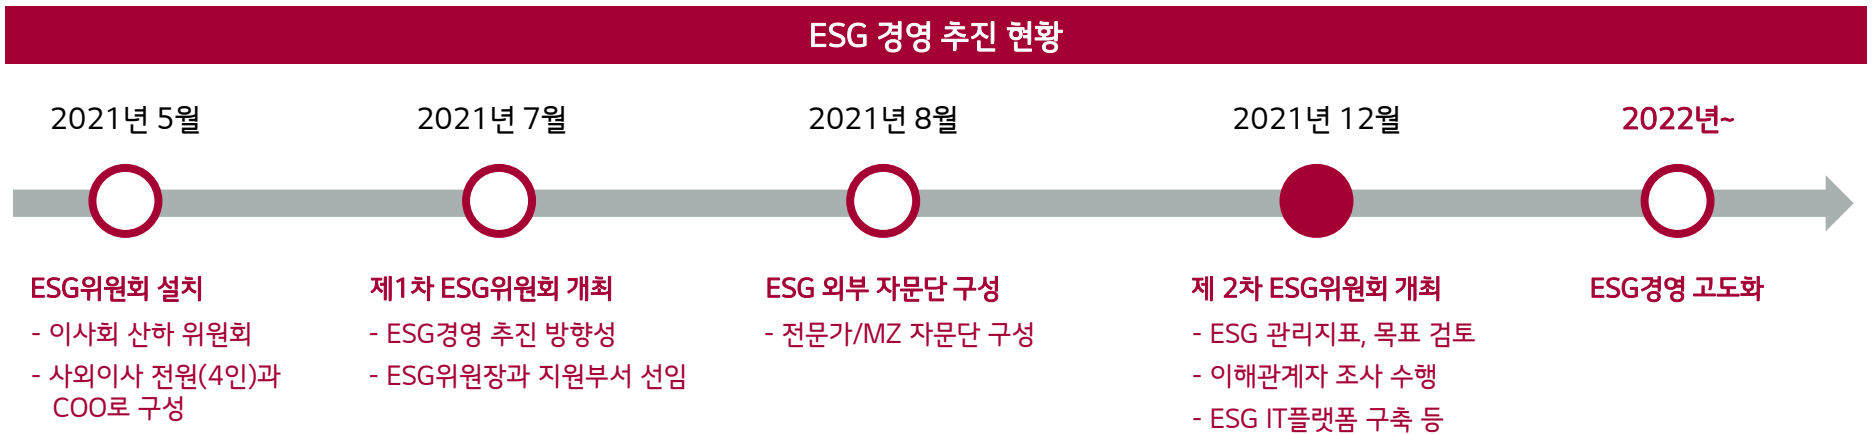 ESG 경영 추진 현황
2021년 5월
2021년 7월
2021년 8월
2021년 12월
2022년~
ESG위원회 설치
- 이사회 산하 위원회
- 사외이사 전원(4인)과
COO로 구성
제1차 ESG위원회 개최
- ESG경영 추진 방향성
- ESG위원장과 지원부서 선임
ESG 외부 자문단 구성
- 전문가/MZ 자문단 구성
제 2차 ESG위원회 개최
- ESG 관리지표, 목표 검토
- 이해관계자 조사 수행
- ESG IT플랫폼 구축 등
ESG경영 고도화